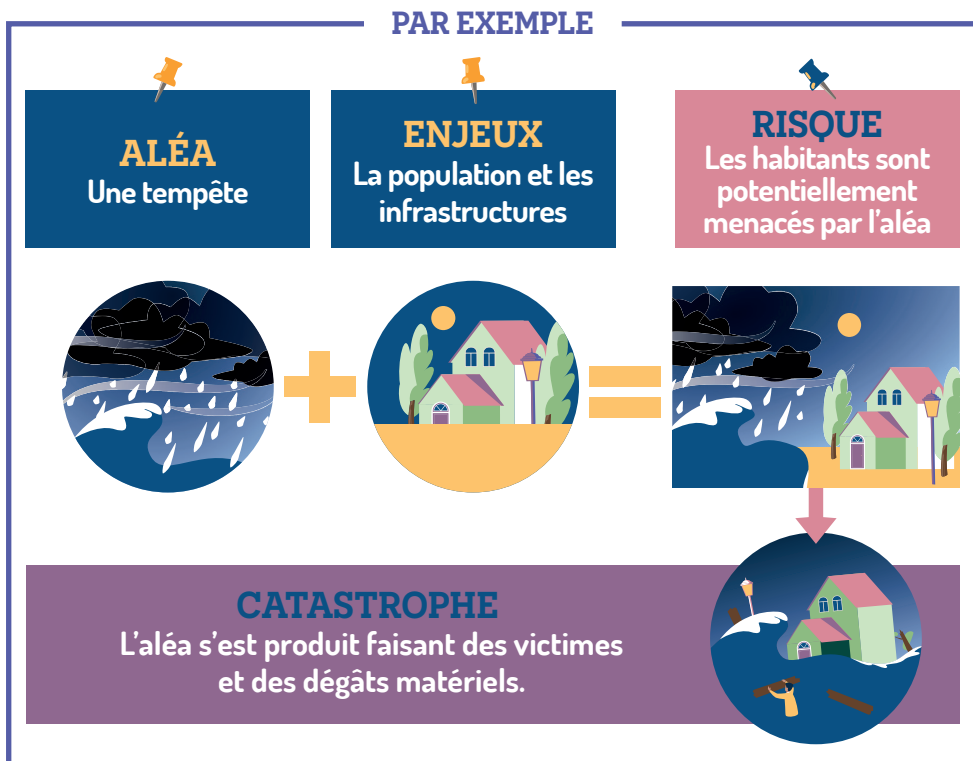 PAR EXEMPLE
ALÉA
Une tempête
ENJEUX
La population et les
infrastructures
RISQUE
Les habitants sont
potentiellement
menacés par l'aléa
CATASTROPHE
L'aléa s'est produit faisant des victimes
et des dégâts matériels.